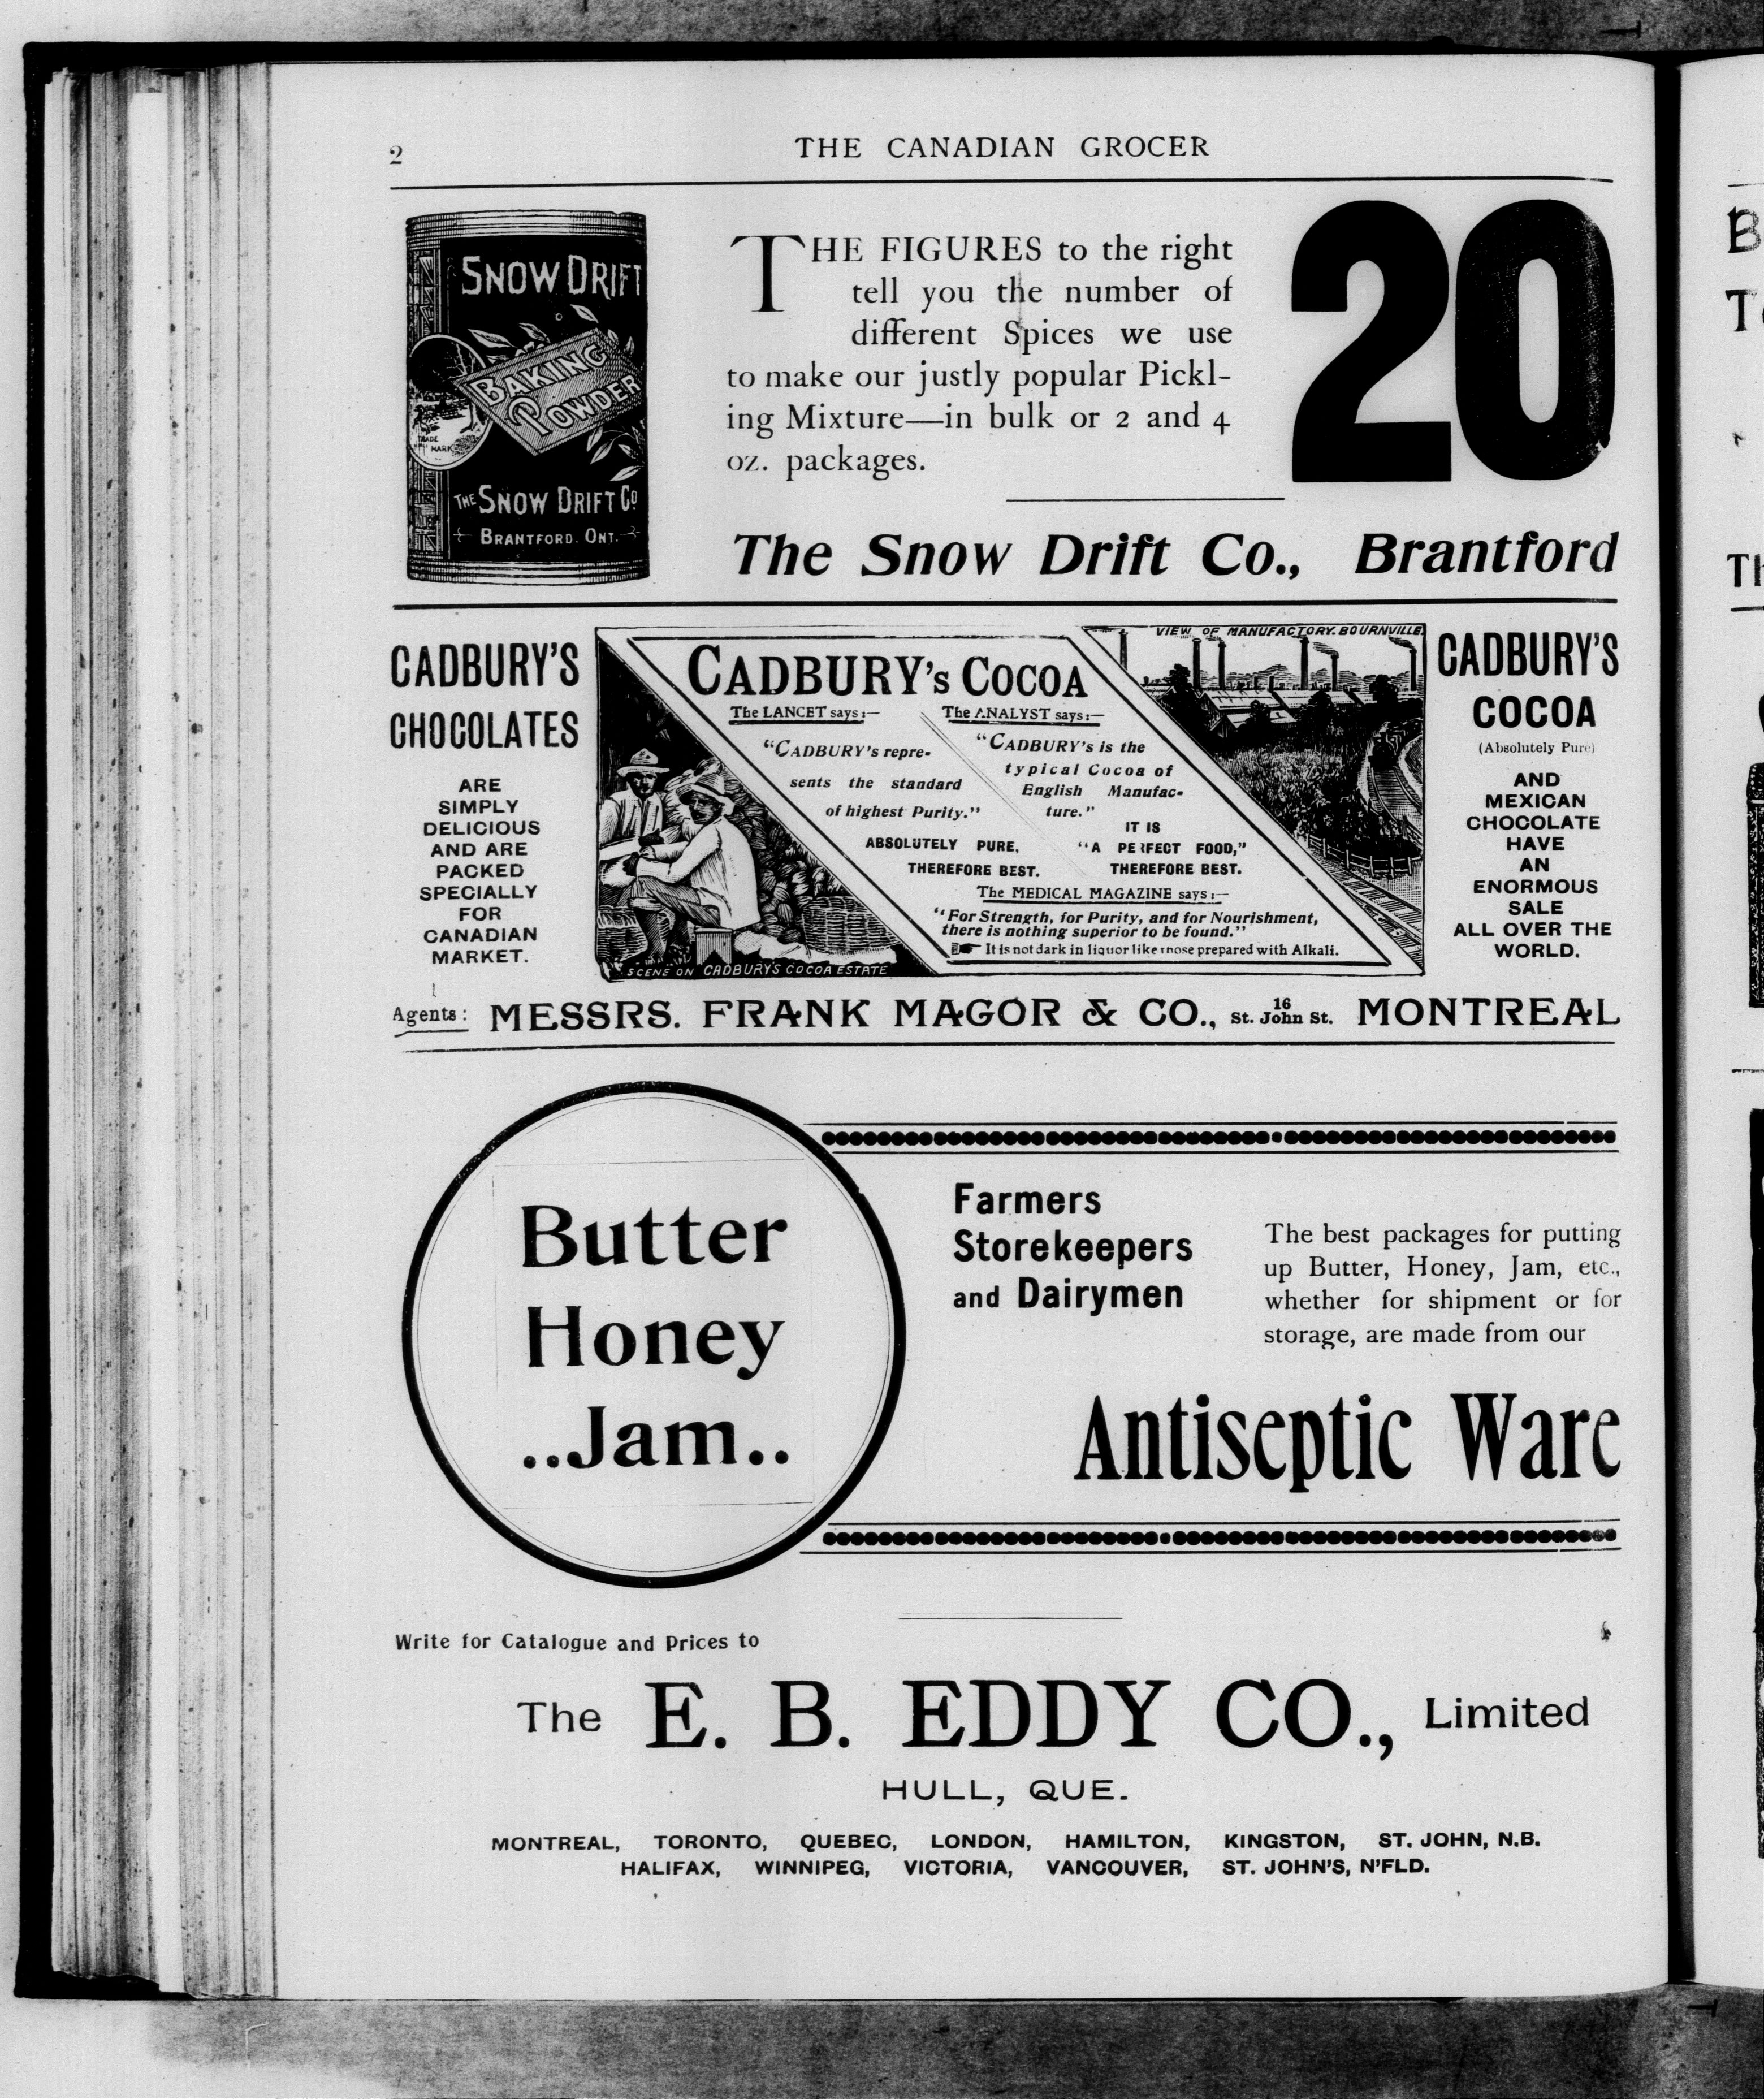 2
THE CANADIAN GROCER
SNOW DRIFT
BAKING
POWDER
TRADE
MARK
THE SNOW DRIFT Co
BRANTFORD. ONT.
THE FIGURES to the right
tell you the number of
different Spices we use
to make our justly popular Pickl-
ing Mixture—in bulk or 2 and 4
oz. packages.
20
The Snow Drift Co., Brantford
CADBURY'S
CHOCOLATES
ARE
SIMPLY
DELICIOUS
AND ARE
PACKED
SPECIALLY
FOR
CANADIAN
MARKET.
CADBURY's COCOA
The LANCET says:—
"CADBURY's repre-
sents the standard
of highest Purity."
ABSOLUTELY PURE,
THEREFORE BEST.
The ANALYST says:—
"CADBURY's is the
typical Cocoa of
English Manufac-
ture."
IT IS
"A PERFECT FOOD,"
THEREFORE BEST.
The MEDICAL MAGAZINE says:—
"For Strength, for Purity, and for Nourishment,
there is nothing superior to be found."
It is not dark in liquor like those prepared with Alkali.
SCENE ON CADBURY'S COCOA ESTATE
VIEW OF MANUFACTORY. BOURNVILLE.
CADBURY'S
COCOA
(Absolutely Pure)
AND
MEXICAN
CHOCOLATE
HAVE
AN
ENORMOUS
SALE
ALL OVER THE
WORLD.
Agents: MESSRS. FRANK MAGOR & CO., 16 St. John St. MONTREAL
Butter
Honey
..Jam..
Farmers
Storekeepers
and Dairymen
The best packages for putting
up Butter, Honey, Jam, etc.,
whether for shipment or for
storage, are made from our
Antiseptic Ware
Write for Catalogue and Prices to
The E. B. EDDY CO., Limited
HULL, QUE.
MONTREAL, TORONTO, QUEBEC, LONDON, HAMILTON, KINGSTON, ST. JOHN, N.B.
HALIFAX, WINNIPEG, VICTORIA, VANCOUVER, ST. JOHN'S, N'FLD.